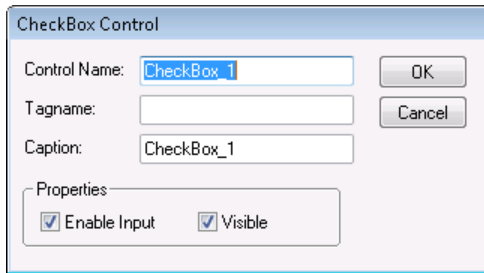 CheckBox Control
Control Name: CheckBox_1 OK
Tagname: Cancel
Caption: CheckBox_1
Properties
Enable Input Visible